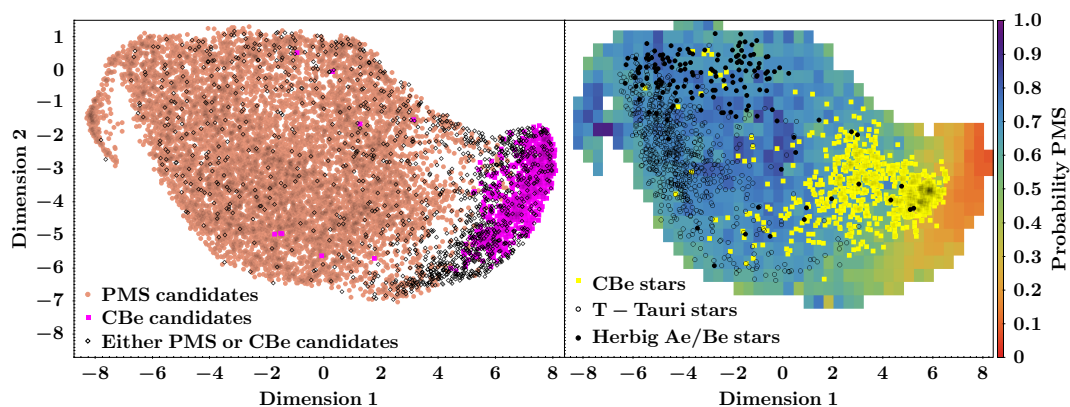 1
0
−1
−2
−3
−4
−5
−6
−7
−8
Dimension 2
PMS candidates
CBe candidates
Either PMS or CBe candidates
−8 −6 −4 −2 0 2 4 6 8
Dimension 1
CBe stars
T − Tauri stars
Herbig Ae/Be stars
−8 −6 −4 −2 0 2 4 6 8
Dimension 1
1.0
0.9
0.8
0.7
0.6
0.5
0.4
0.3
0.2
0.1
0
Probability PMS